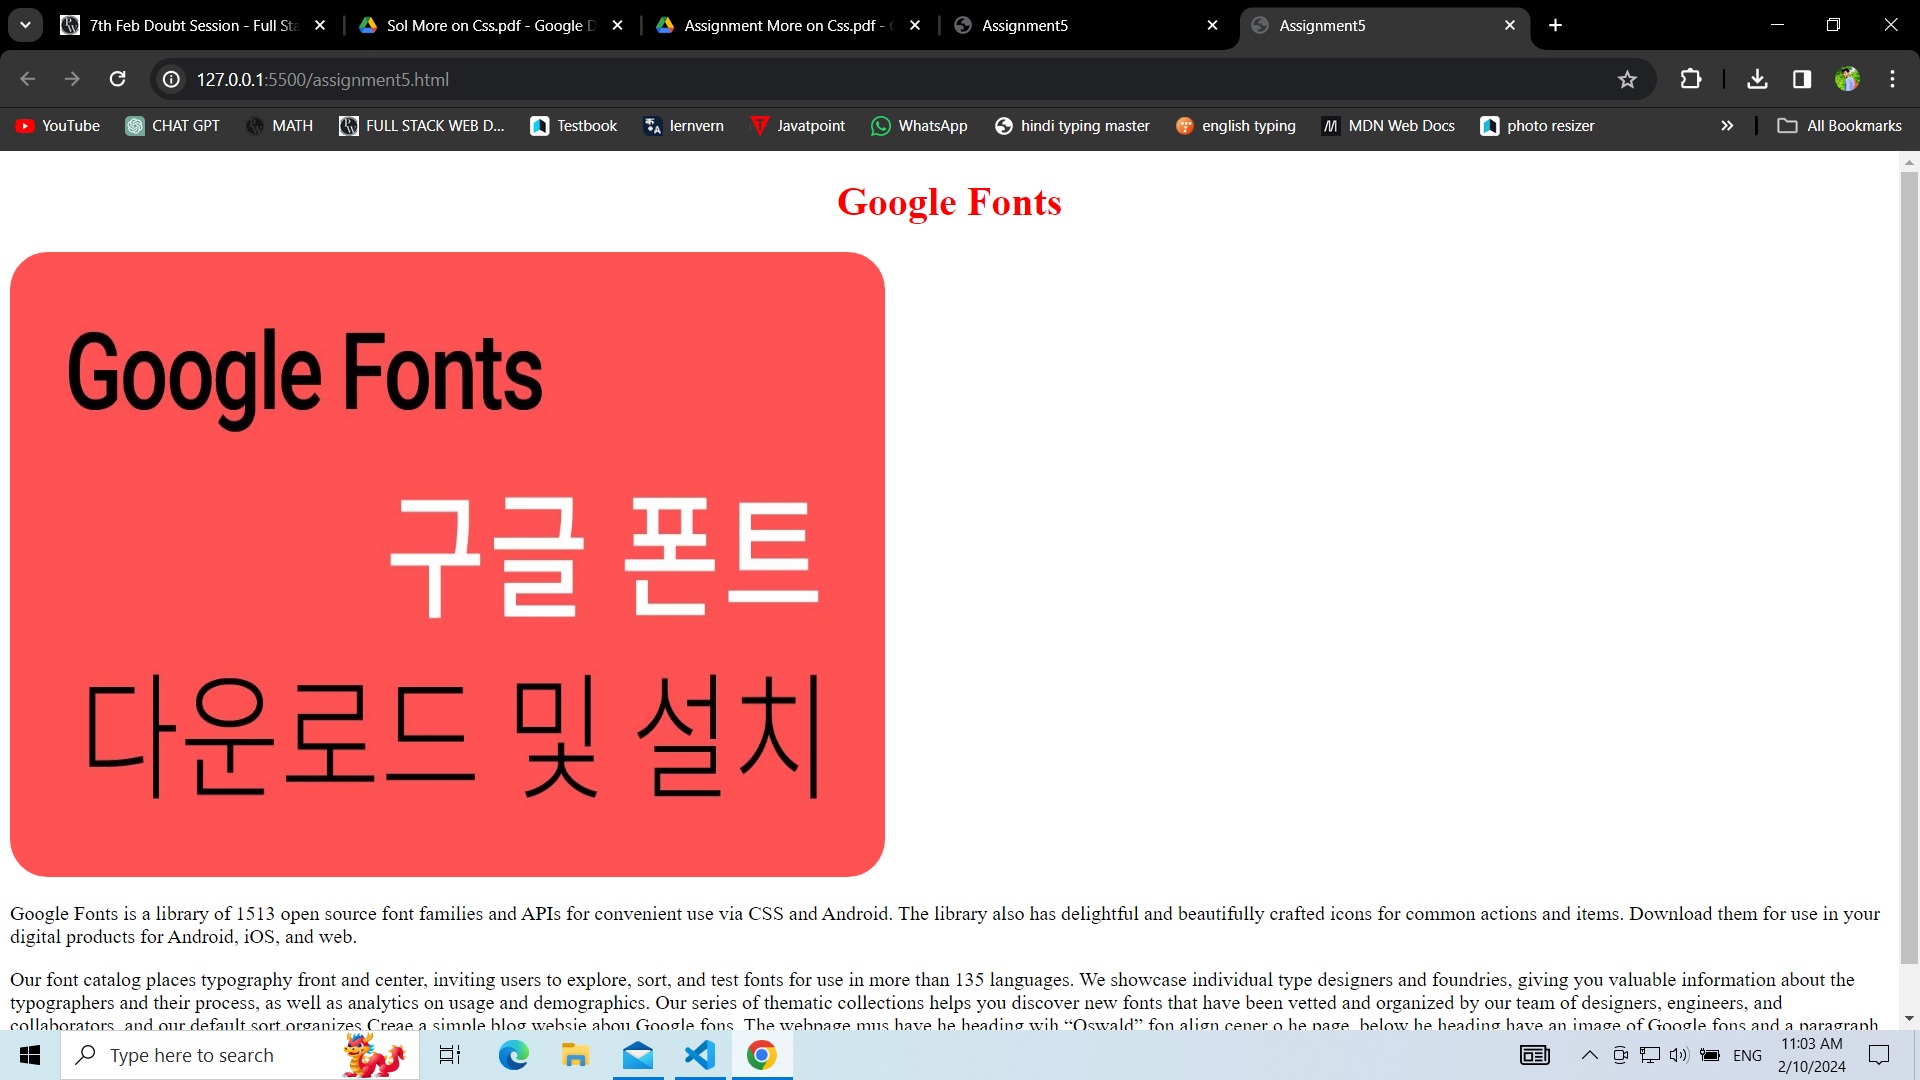 7th Feb Doubt Session - Full Sta
Sol More on Css.pdf - Google D
Assignment More on Css.pdf -
Assignment5
Assignment5
127.0.0.1:5500/assignment5.html
YouTube
CHAT GPT
MATH
FULL STACK WEB D...
Testbook
lernvern
Javatpoint
WhatsApp
hindi typing master
english typing
MDN Web Docs
photo resizer
All Bookmarks
Google Fonts
Google Fonts
구글 폰트
다운로드 및 설치
Google Fonts is a library of 1513 open source font families and APIs for convenient use via CSS and Android. The library also has delightful and beautifully crafted icons for common actions and items. Download them for use in your
digital products for Android, iOS, and web.
Our font catalog places typography front and center, inviting users to explore, sort, and test fonts for use in more than 135 languages. We showcase individual type designers and foundries, giving you valuable information about the
typographers and their process, as well as analytics on usage and demographics. Our series of thematic collections helps you discover new fonts that have been vetted and organized by our team of designers, engineers, and
collaborators, and our default sort organizes Creae a simple blog websie abou Google fons. The webpage mus have he heading wih “Oswald” fon align cener o he page, below he heading have an image of Google fons and a paragraph
Type here to search
ENG
11:03 AM
2/10/2024